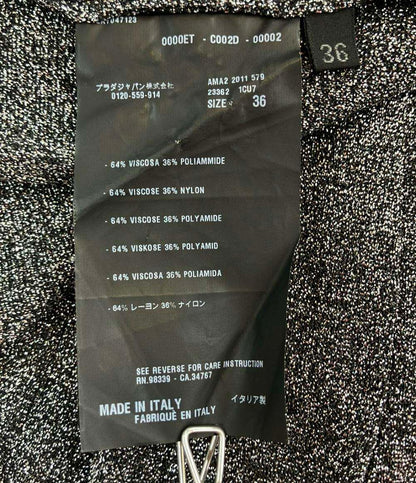 047123
0000ET - C002D - 00002
36
プラダジャパン株式会社
0120-559-914
AMA2 2011 579
23362 1CU7
SIZE 36
- 64% VISCOSA 36% POLIAMMIDE
- 64% VISCOSE 36% NYLON
- 64% VISCOSE 36% POLYAMIDE
- 64% VISKOSE 36% POLYAMID
- 64% VISCOSA 36% POLIAMIDA
- 64% レーヨン 36% ナイロン
SEE REVERSE FOR CARE INSTRUCTION
RN.98339 - CA.34767
MADE IN ITALY
FABRIQUÉ EN ITALY
イタリア製